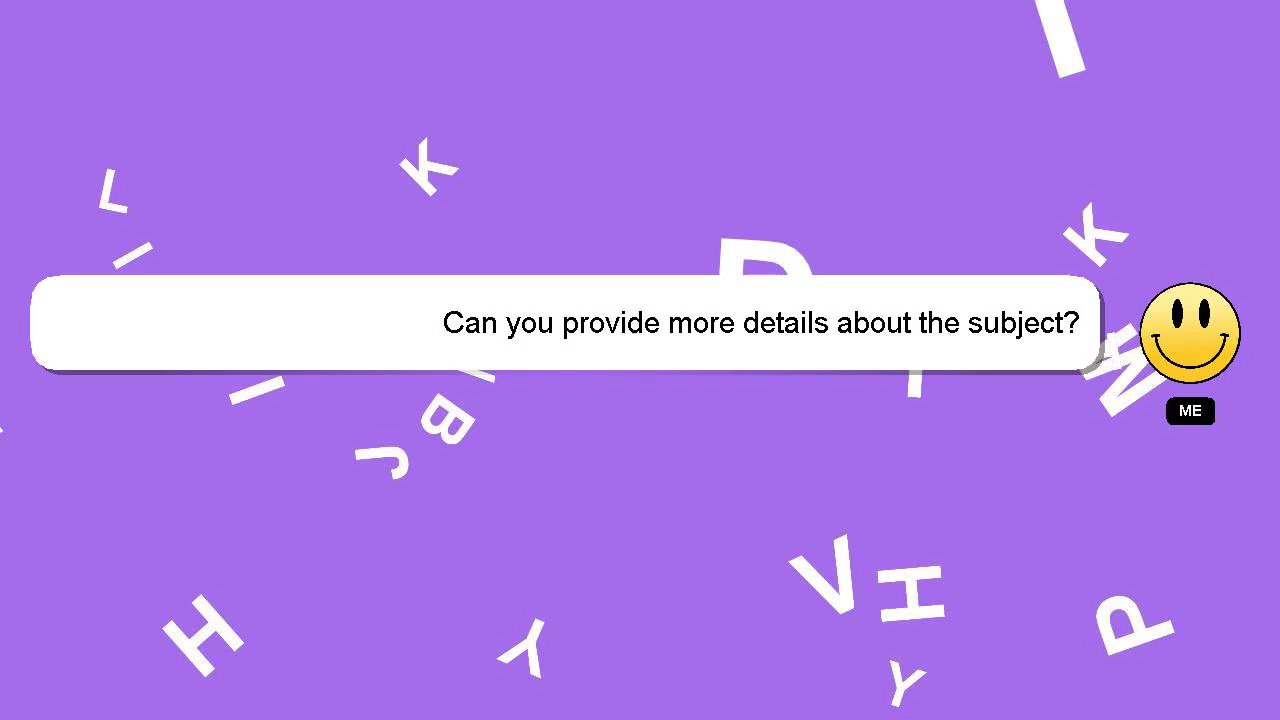 I
K
L
K
I
D
Can you provide more details about the subject?
M
I
B
ME
J
V
H
P
H
Y
Y